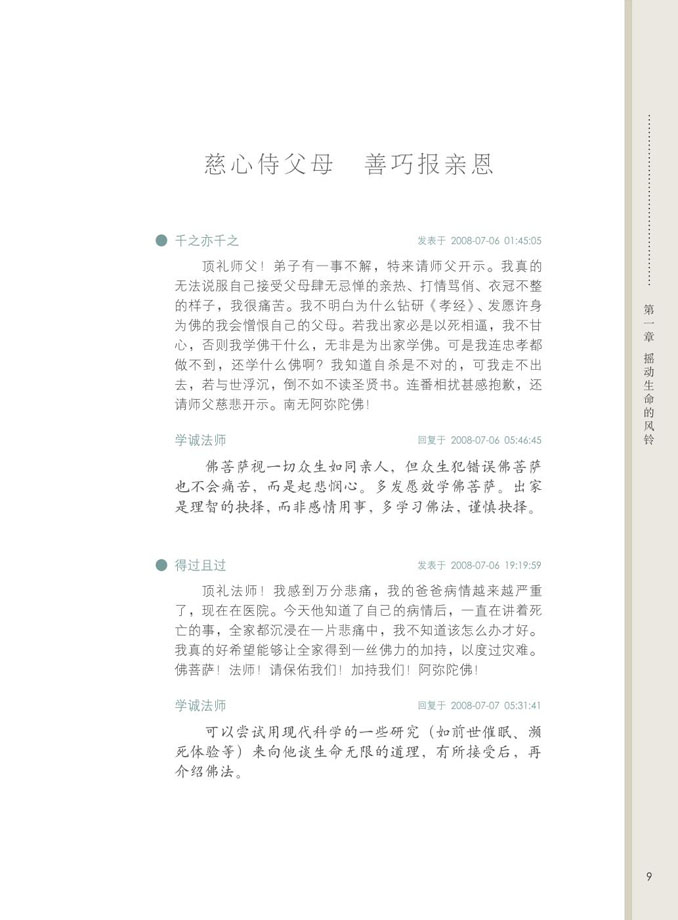 慈心侍父母　善巧报亲恩
千之亦千之　发表于 2008-07-06 01:45:05
顶礼师父！弟子有一事不解，特来请师父开示。我真的
无法说服自己接受父母肆无忌惮的亲热、打情骂俏、衣冠不整
的样子，我很痛苦。我不明白为什么钻研《孝经》、发愿许身
为佛的我会憎恨自己的父母。若我出家必是以死相逼，我不甘
心，否则我学佛干什么，无非是为出家学佛。可是我连忠孝都
做不到，还学什么佛啊？我知道自杀是不对的，可我走不出
去，若与世浮沉，倒不如不读圣贤书。连番相扰甚感抱歉，还
请师父慈悲开示。南无阿弥陀佛！
学诚法师　回复于 2008-07-06 05:46:45
佛菩萨视一切众生如同亲人，但众生犯错误佛菩萨
也不会痛苦，而是起悲悯心。多发愿效学佛菩萨。出家
是理智的抉择，而非感情用事，多学习佛法，谨慎抉择。
得过且过　发表于 2008-07-06 19:19:59
顶礼法师！我感到万分悲痛，我的爸爸病情越来越严重
了，现在在医院。今天他知道了自己的病情后，一直在讲着死
亡的事，全家都沉浸在一片悲痛中，我不知道该怎么办才好。
我真的好希望能够让全家得到一丝佛力的加持，以度过灾难。
佛菩萨！法师！请保佑我们！加持我们！阿弥陀佛！
学诚法师　回复于 2008-07-07 05:31:41
可以尝试用现代科学的一些研究（如前世催眠、濒
死体验等）来向他谈生命无限的道理，有所接受后，再
介绍佛法。
第一章 摇动生命的风铃
9